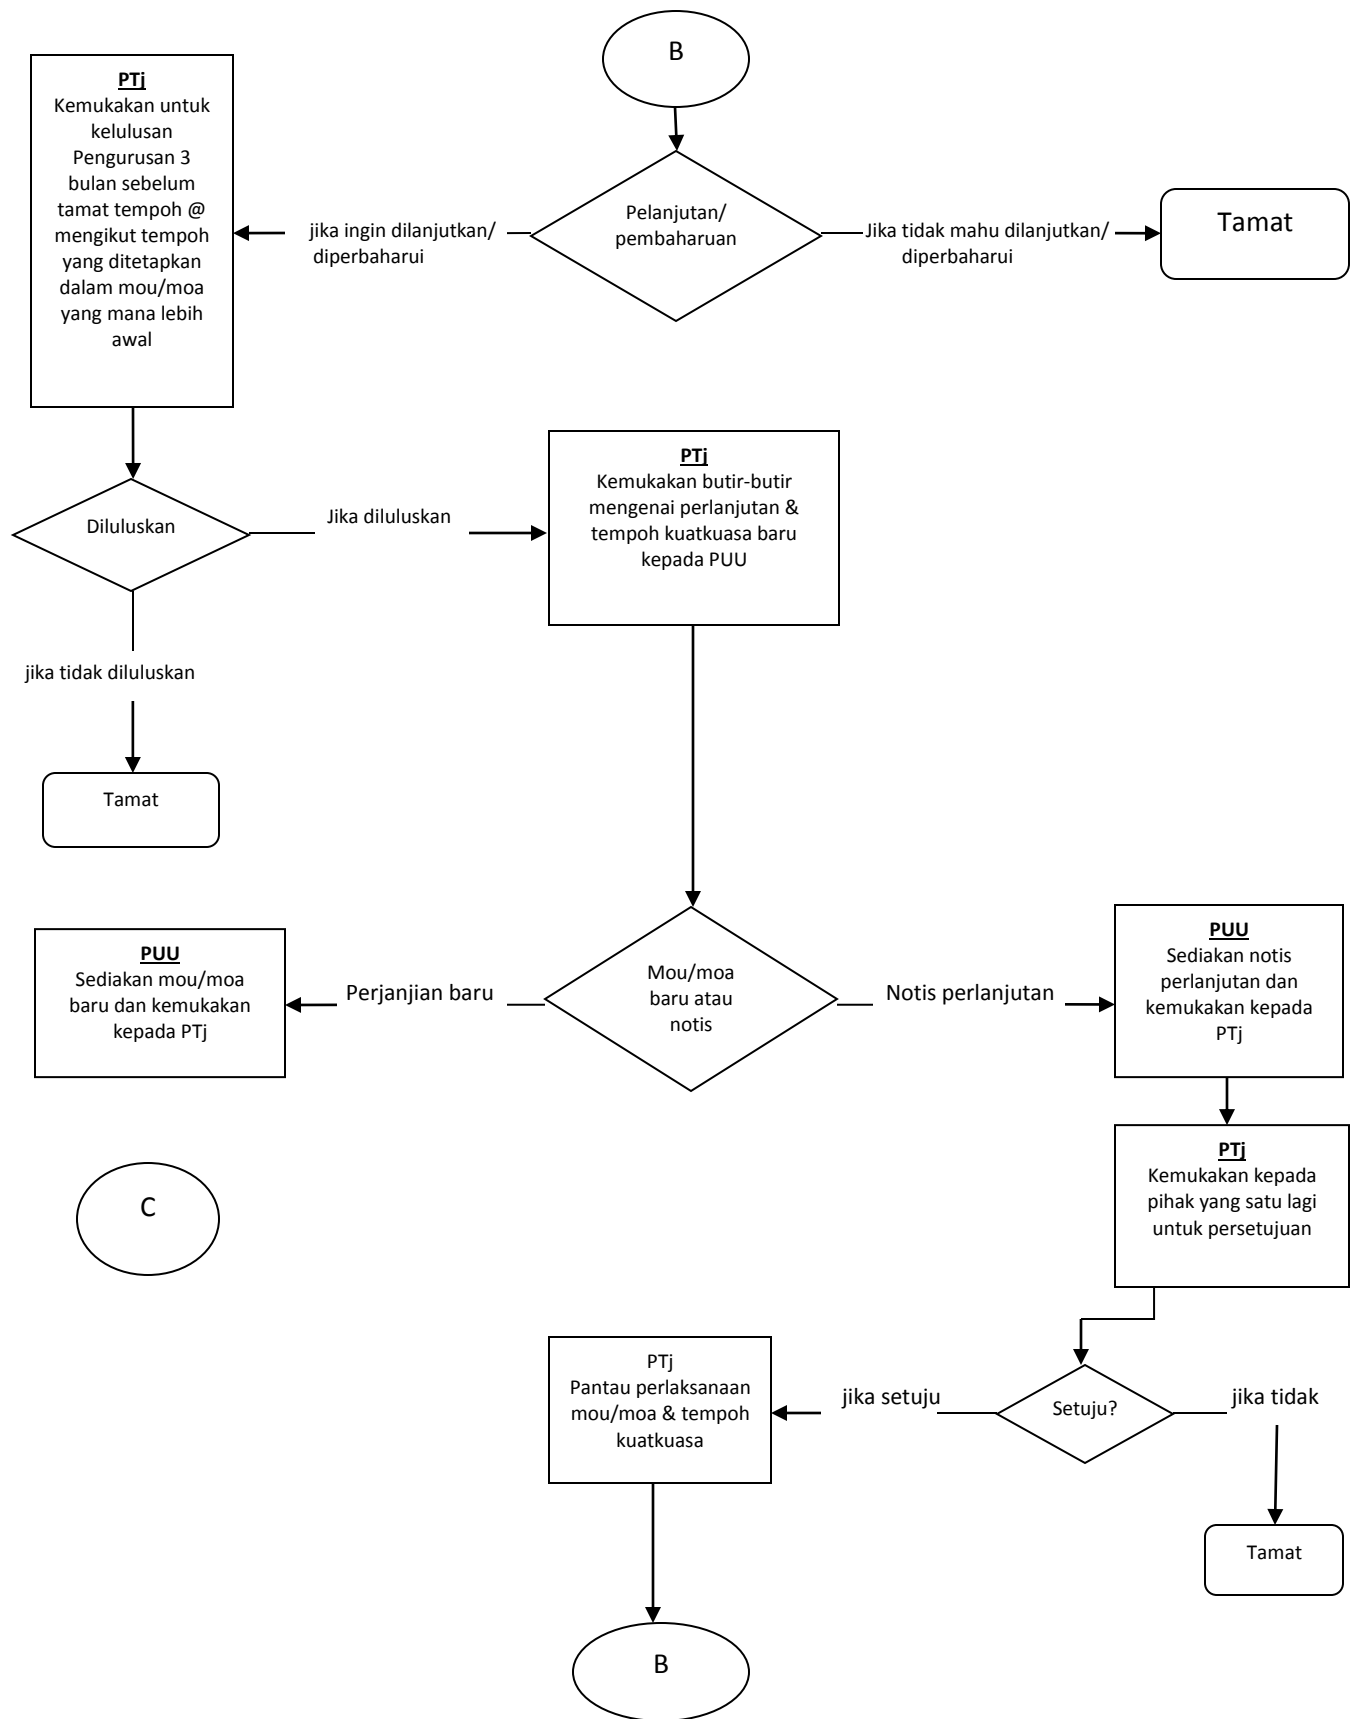 B
PTj
Kemukakan untuk
kelulusan
Pengurusan 3
bulan sebelum
tamat tempoh @
mengikut tempoh
yang ditetapkan
dalam mou/moa
yang mana lebih
awal
jika ingin dilanjutkan/
diperbaharui
Pelanjutan/
pembaharuan
Jika tidak mahu dilanjutkan/
diperbaharui
Tamat
Diluluskan
Jika diluluskan
PTj
Kemukakan butir-butir
mengenai perlanjutan &
tempoh kuatkuasa baru
kepada PUU
jika tidak diluluskan
Tamat
PUU
Sediakan mou/moa
baru dan kemukakan
kepada PTj
Perjanjian baru
Mou/moa
baru atau
notis
Notis perlanjutan
PUU
Sediakan notis
perlanjutan dan
kemukakan kepada
PTj
C
PTj
Kemukakan kepada
pihak yang satu lagi
untuk persetujuan
PTj
Pantau perlaksanaan
mou/moa & tempoh
kuatkuasa
jika setuju
Setuju?
jika tidak
Tamat
B